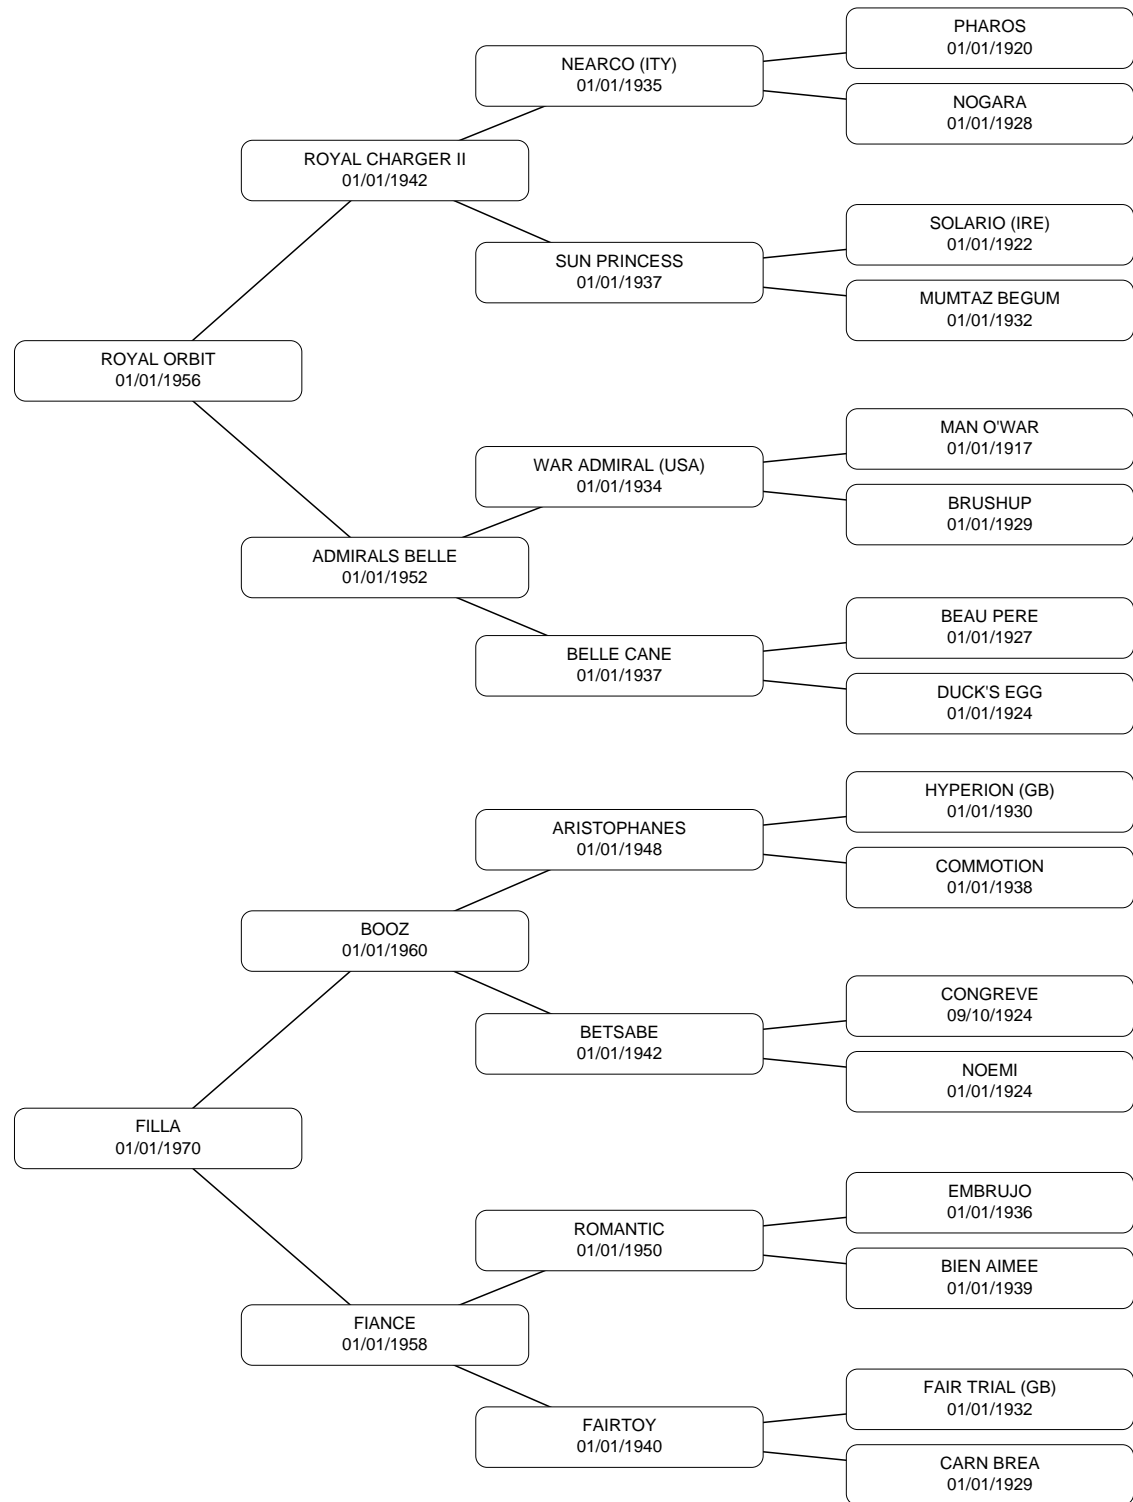 PHAROS
01/01/1920
NEARCO (ITY)
01/01/1935
NOGARA
01/01/1928
ROYAL CHARGER II
01/01/1942
SOLARIO (IRE)
01/01/1922
SUN PRINCESS
01/01/1937
MUMTAZ BEGUM
01/01/1932
ROYAL ORBIT
01/01/1956
MAN O'WAR
01/01/1917
WAR ADMIRAL (USA)
01/01/1934
BRUSHUP
01/01/1929
ADMIRALS BELLE
01/01/1952
BEAU PERE
01/01/1927
BELLE CANE
01/01/1937
DUCK'S EGG
01/01/1924
HYPERION (GB)
01/01/1930
ARISTOPHANES
01/01/1948
COMMOTION
01/01/1938
BOOZ
01/01/1960
CONGREVE
09/10/1924
BETSABE
01/01/1942
NOEMI
01/01/1924
FILLA
01/01/1970
EMBRUJO
01/01/1936
ROMANTIC
01/01/1950
BIEN AIMEE
01/01/1939
FIANCE
01/01/1958
FAIR TRIAL (GB)
01/01/1932
FAIRTOY
01/01/1940
CARN BREA
01/01/1929